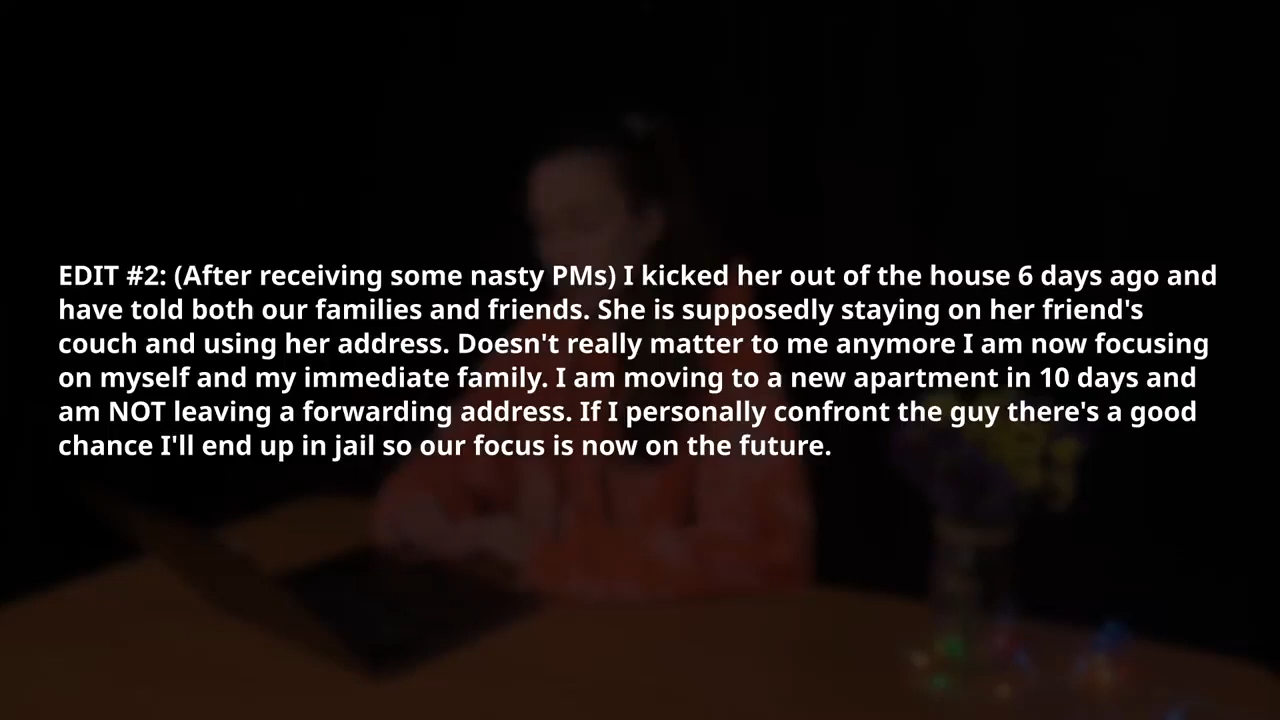 EDIT #2: (After receiving some nasty PMs) I kicked her out of the house 6 days ago and
have told both our families and friends. She is supposedly staying on her friend's
couch and using her address. Doesn't really matter to me anymore I am now focusing
on myself and my immediate family. I am moving to a new apartment in 10 days and
am NOT leaving a forwarding address. If I personally confront the guy there's a good
chance I'll end up in jail so our focus is now on the future.